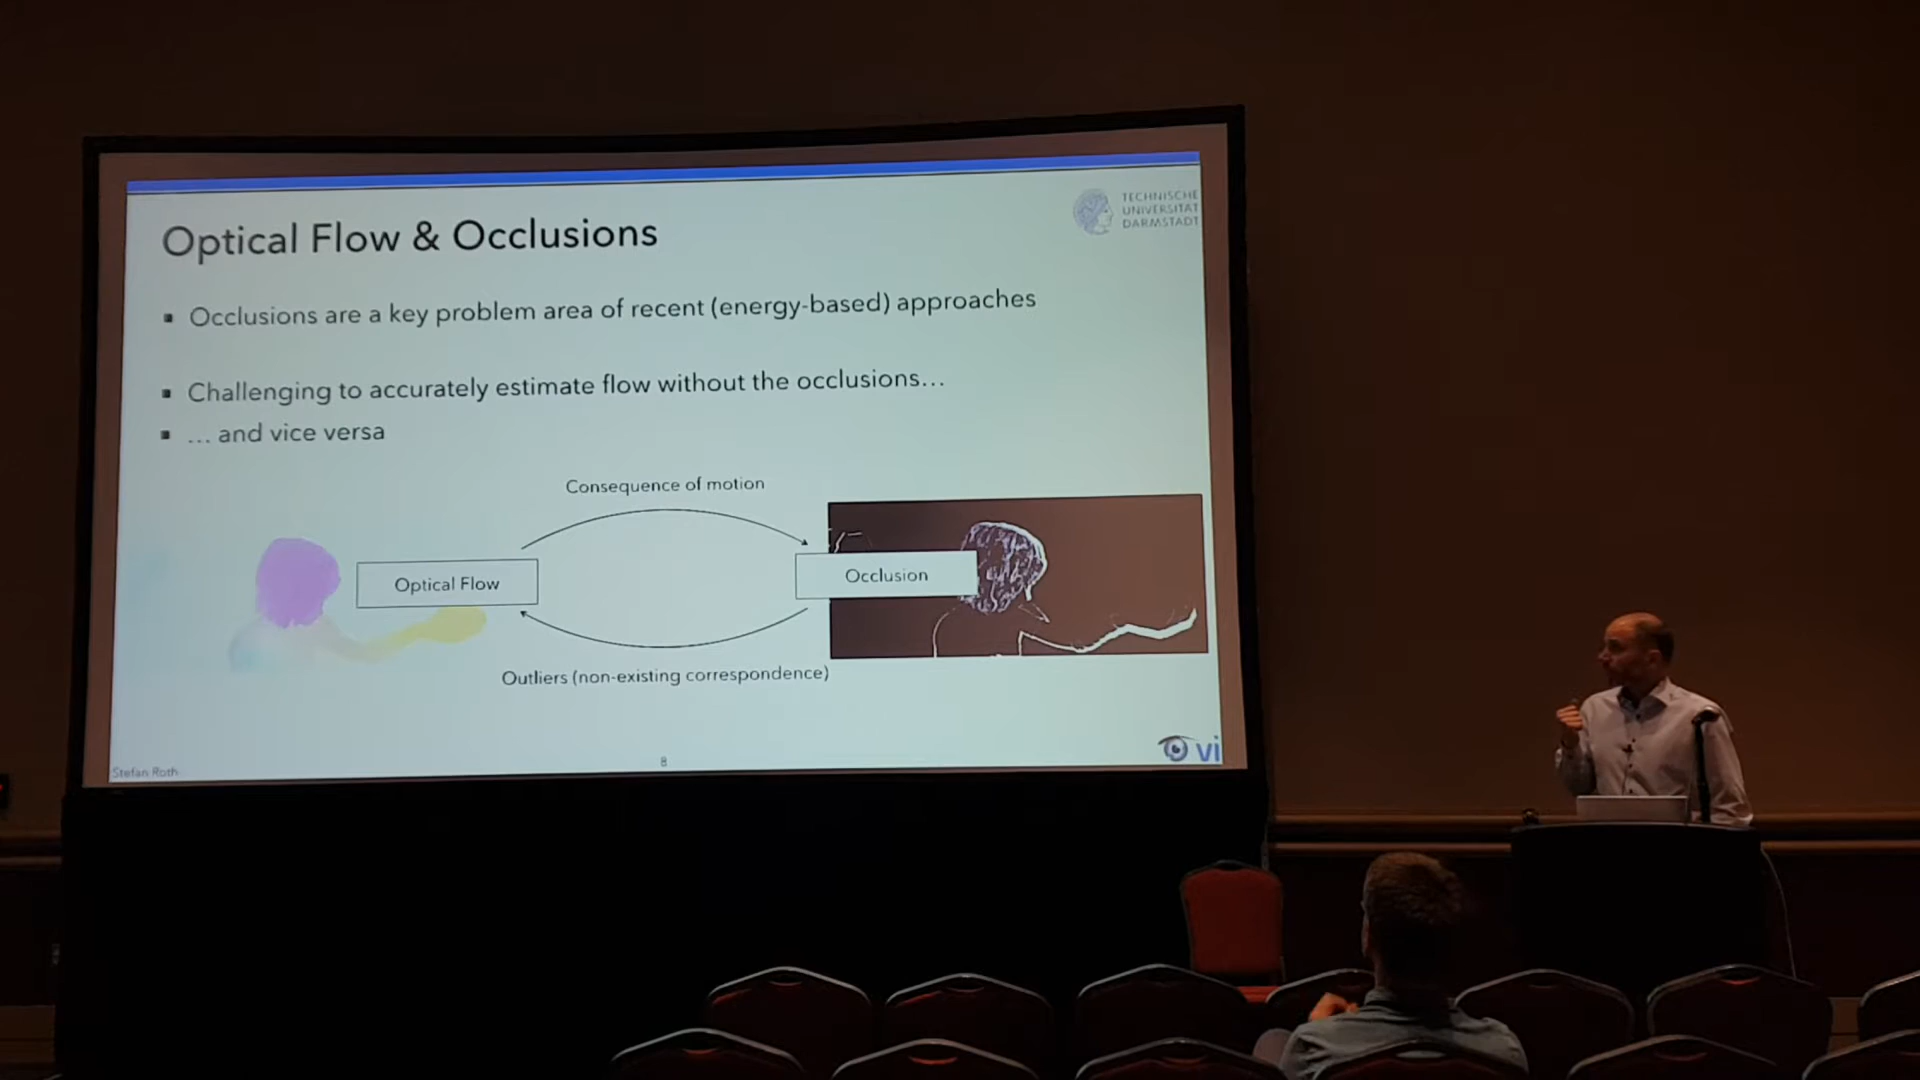 TECHNISCHE
UNIVERSITÄT
DARMSTADT
Optical Flow & Occlusions
▪ Occlusions are a key problem area of recent (energy-based) approaches
▪ Challenging to accurately estimate flow without the occlusions…
▪ … and vice versa
Consequence of motion
Optical Flow
Occlusion
Outliers (non-existing correspondence)
Stefan Roth
8
vi